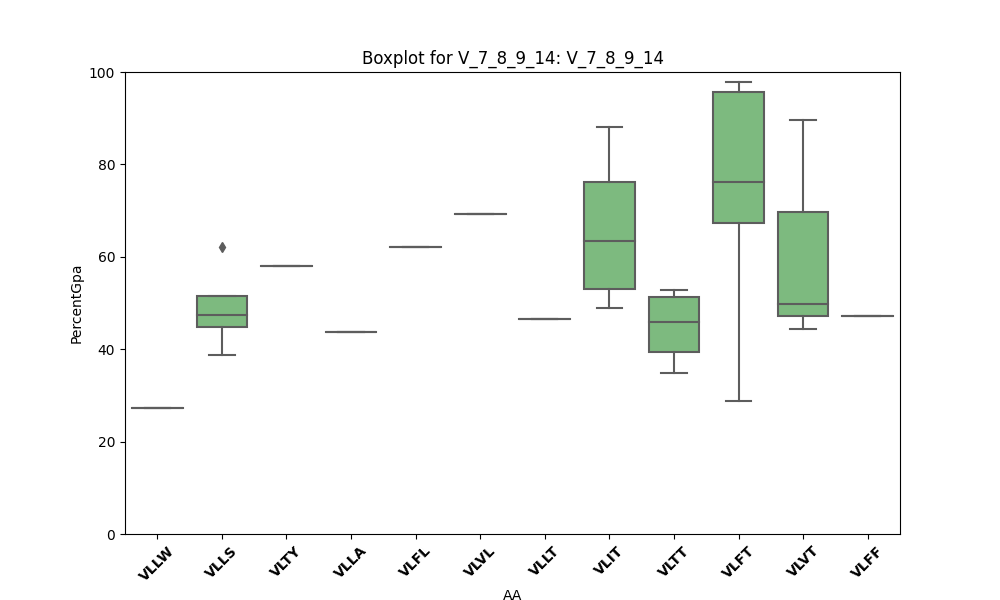 Boxplot for V_7_8_9_14: V_7_8_9_14
PercentGpa
100
80
60
40
20
0
VLLW
VLLS
VLTY
VLLA
VLFL
VLVL
VLLT
VLIT
VLTT
VLFT
VLVT
VLFF
AA